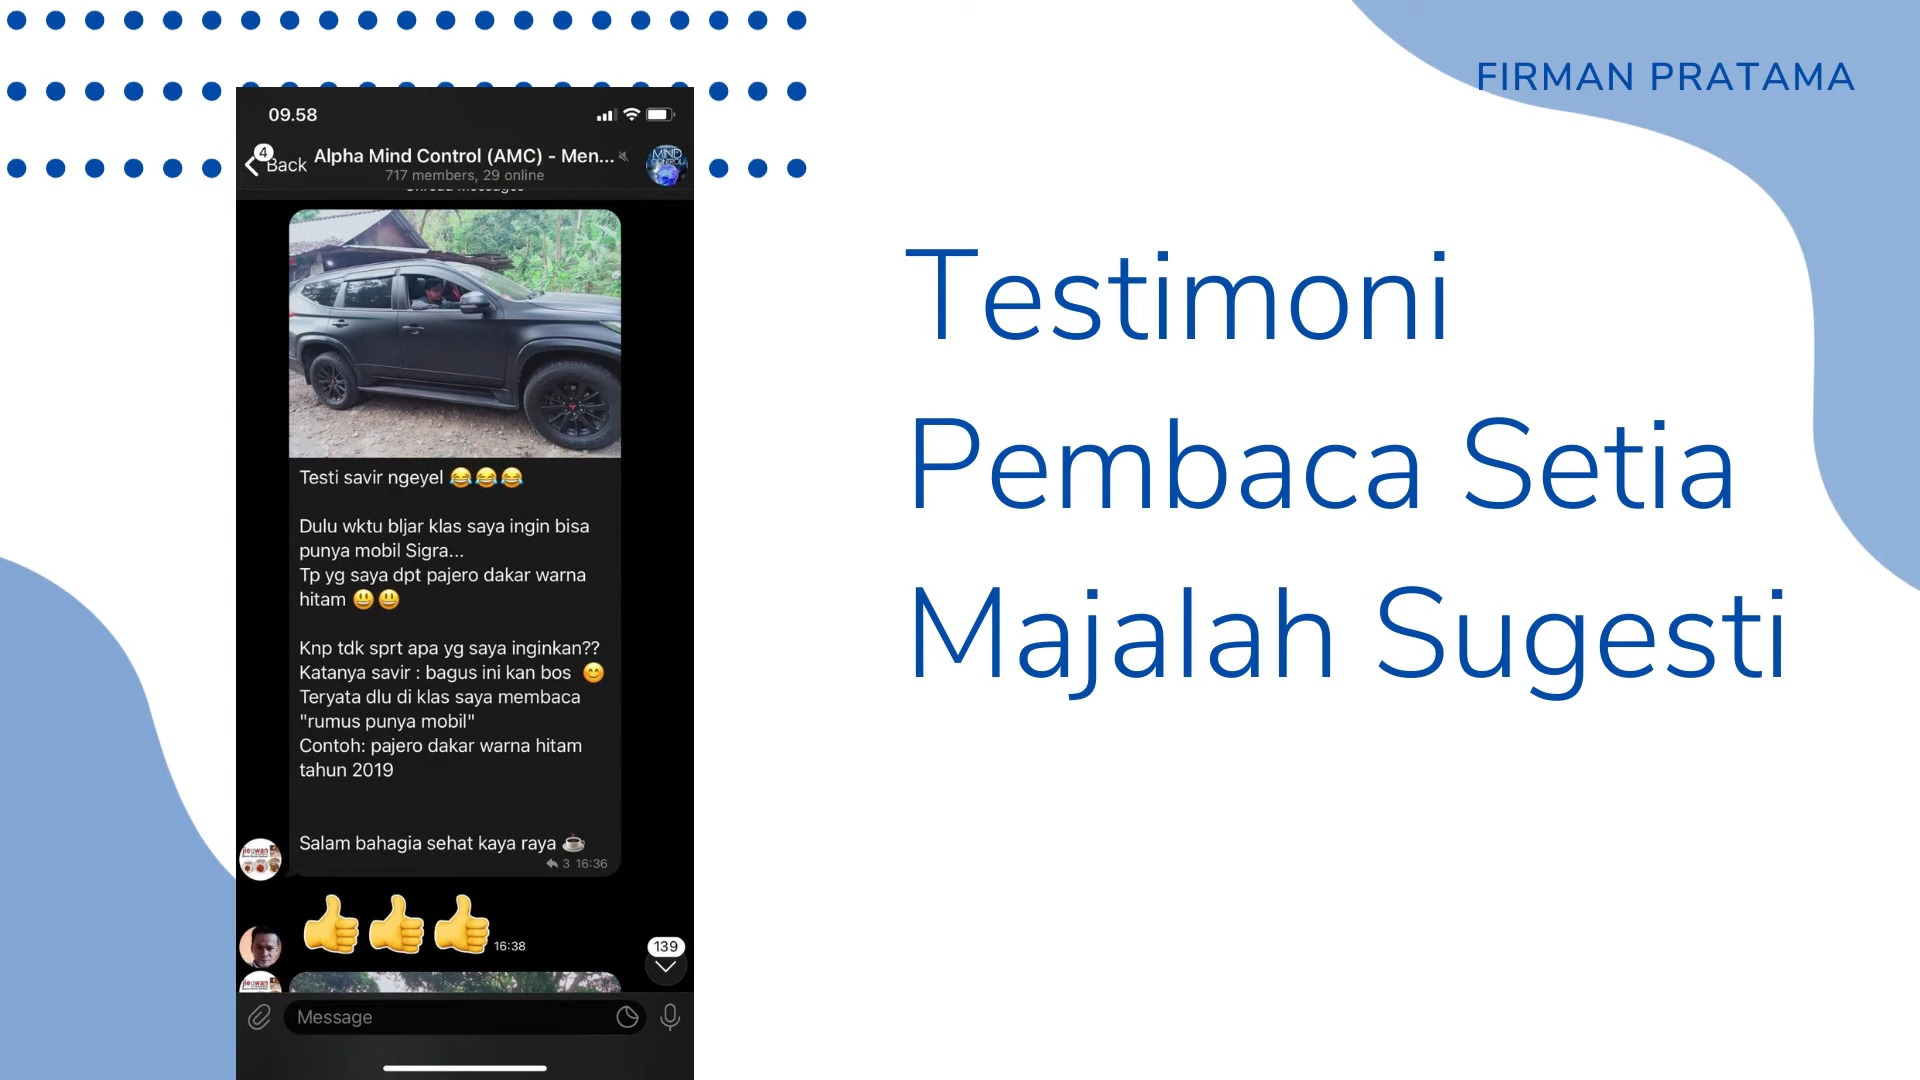 FIRMAN PRATAMA
09.58
4
Back
Alpha Mind Control (AMC) - Men...
717 members, 29 online
Unread Messages
MIND
CONTROL
Testi savir ngeyel 😂😂😂
Dulu wktu bljar klas saya ingin bisa
punya mobil Sigra...
Tp yg saya dpt pajero dakar warna
hitam 😃😃
Knp tdk sprt apa yg saya inginkan??
Katanya savir : bagus ini kan bos 😊
Teryata dlu di klas saya membaca
"rumus punya mobil"
Contoh: pajero dakar warna hitam
tahun 2019
Salam bahagia sehat kaya raya ☕
3 16:36
👍👍👍 16:38
139
Message
Testimoni
Pembaca Setia
Majalah Sugesti